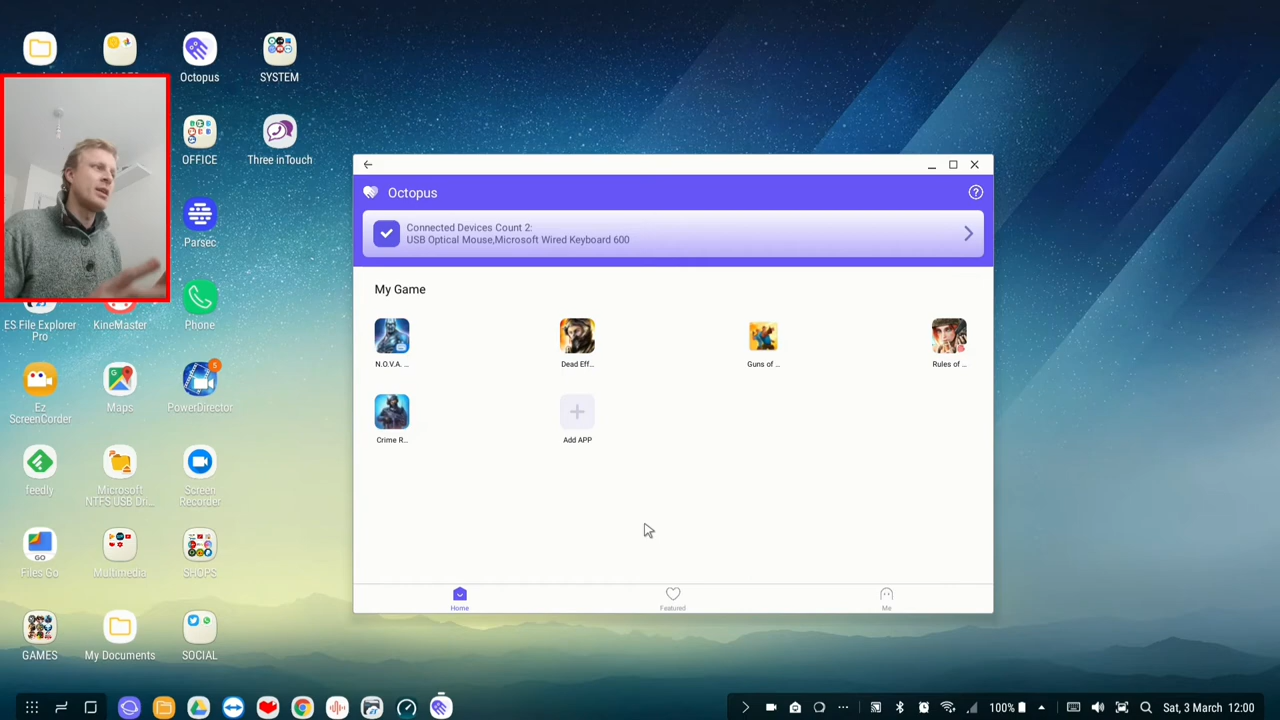 Octopus
SYSTEM
OFFICE
Three inTouch
Parsec
ES File Explorer
Pro
KineMaster
Phone
Ez
ScreenCorder
Maps
5
PowerDirector
feedly
Microsoft
NTFS USB Dri...
Screen
Recorder
GO
Files Go
Multimedia
SHOPS
GAMES
My Documents
SOCIAL
Octopus
Connected Devices Count 2:
USB Optical Mouse,Microsoft Wired Keyboard 600
My Game
N.O.V.A. ...
Dead Eff...
Guns of ...
Rules of ...
Crime R...
Add APP
Home
Featured
Me
100%
Sat, 3 March 12:00